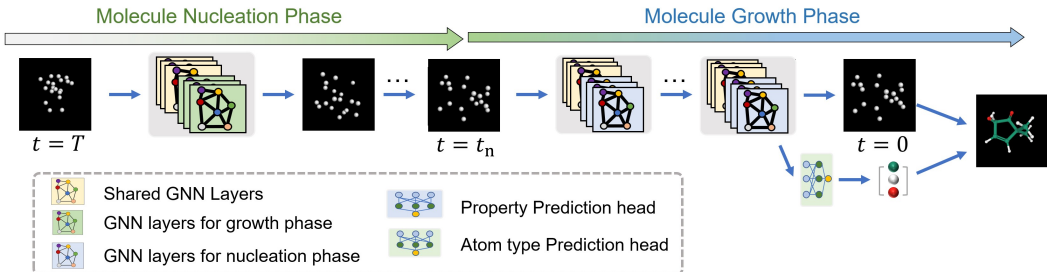 Molecule Nucleation Phase
Molecule Growth Phase
...
...
t = T
t = tₙ
t = 0
Shared GNN Layers
GNN layers for growth phase
GNN layers for nucleation phase
Property Prediction head
Atom type Prediction head